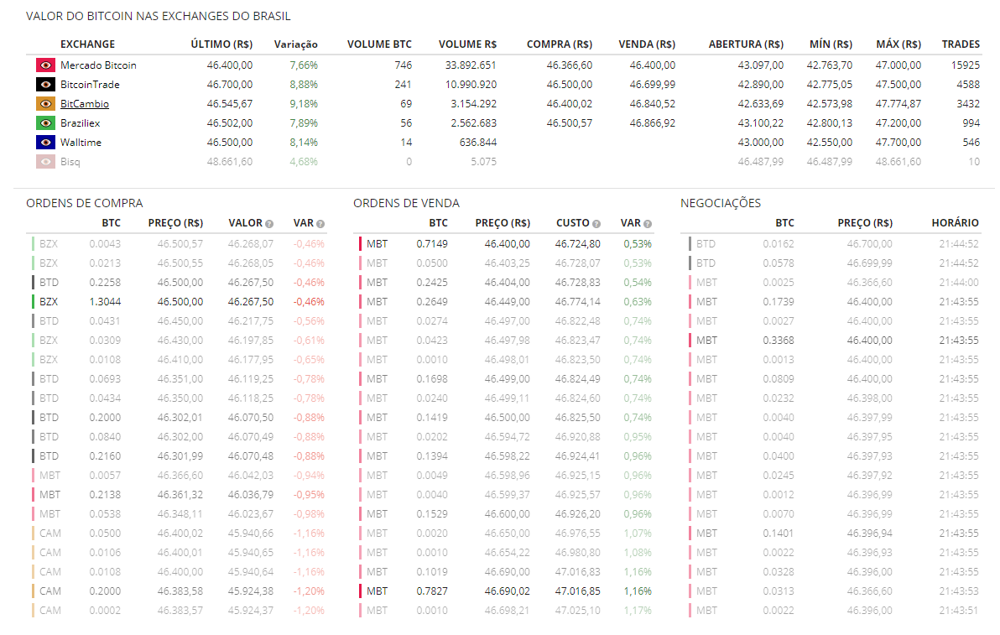 VALOR DO BITCOIN NAS EXCHANGES DO BRASIL
EXCHANGE ÚLTIMO (R$) Variação VOLUME BTC VOLUME R$ COMPRA (R$) VENDA (R$) ABERTURA (R$) MÍN (R$) MÁX (R$) TRADES
Mercado Bitcoin 46.400,00 7,66% 746 33.892.651 46.366,60 46.400,00 43.097,00 42.763,70 47.000,00 15925
BitcoinTrade 46.700,00 8,88% 241 10.990.920 46.500,00 46.699,99 42.890,00 42.775,05 47.500,00 4588
BitCambio 46.545,67 9,18% 69 3.154.292 46.400,02 46.840,52 42.633,69 42.573,98 47.774,87 3432
Braziliex 46.502,00 7,89% 56 2.562.683 46.500,57 46.866,92 43.100,22 42.800,13 47.200,00 994
Walltime 46.500,00 8,14% 14 636.844 43.000,00 42.550,00 47.700,00 546
Bisq 48.661,60 4,68% 0 5.075 46.487,99 46.487,99 48.661,60 10
ORDENS DE COMPRA
BTC PREÇO (R$) VALOR ? VAR ?
BZX 0.0043 46.500,57 46.268,07 -0,46%
BZX 0.0213 46.500,55 46.268,05 -0,46%
BTD 0.2258 46.500,00 46.267,50 -0,46%
BZX 1.3044 46.500,00 46.267,50 -0,46%
BTD 0.0431 46.450,00 46.217,75 -0,56%
BZX 0.0309 46.430,00 46.197,85 -0,61%
BZX 0.0108 46.410,00 46.177,95 -0,65%
BTD 0.0693 46.351,00 46.119,25 -0,78%
BTD 0.0434 46.350,00 46.118,25 -0,78%
BTD 0.2000 46.302,01 46.070,50 -0,88%
BTD 0.0840 46.302,00 46.070,49 -0,88%
BTD 0.2160 46.301,99 46.070,48 -0,88%
MBT 0.0057 46.366,60 46.042,03 -0,94%
MBT 0.2138 46.361,32 46.036,79 -0,95%
MBT 0.0538 46.348,11 46.023,67 -0,98%
CAM 0.0500 46.400,02 45.940,66 -1,16%
CAM 0.0106 46.400,01 45.940,65 -1,16%
CAM 0.0108 46.400,00 45.940,64 -1,16%
CAM 0.2000 46.383,58 45.924,38 -1,20%
CAM 0.0002 46.383,57 45.924,37 -1,20%
ORDENS DE VENDA
BTC PREÇO (R$) CUSTO ? VAR ?
MBT 0.7149 46.400,00 46.724,80 0,53%
MBT 0.0500 46.403,25 46.728,07 0,53%
MBT 0.2425 46.404,00 46.728,83 0,54%
MBT 0.2649 46.449,00 46.774,14 0,63%
MBT 0.0274 46.497,00 46.822,48 0,74%
MBT 0.0423 46.497,98 46.823,47 0,74%
MBT 0.0010 46.498,01 46.823,50 0,74%
MBT 0.1698 46.499,00 46.824,49 0,74%
MBT 0.0240 46.499,11 46.824,60 0,74%
MBT 0.1419 46.500,00 46.825,50 0,74%
MBT 0.0202 46.594,72 46.920,88 0,95%
MBT 0.1394 46.598,22 46.924,41 0,96%
MBT 0.0049 46.598,96 46.925,15 0,96%
MBT 0.0040 46.599,37 46.925,57 0,96%
MBT 0.1529 46.600,00 46.926,20 0,96%
MBT 0.0020 46.650,00 46.976,55 1,07%
MBT 0.0010 46.654,22 46.980,80 1,08%
MBT 0.1019 46.690,00 47.016,83 1,16%
MBT 0.7827 46.690,02 47.016,85 1,16%
MBT 0.0010 46.698,21 47.025,10 1,17%
NEGOCIAÇÕES
BTC PREÇO (R$) HORÁRIO
BTD 0.0162 46.700,00 21:44:52
BTD 0.0578 46.699,99 21:44:52
MBT 0.0025 46.366,60 21:44:00
MBT 0.1739 46.400,00 21:43:55
MBT 0.0027 46.400,00 21:43:55
MBT 0.3368 46.400,00 21:43:55
MBT 0.0013 46.400,00 21:43:55
MBT 0.0809 46.400,00 21:43:55
MBT 0.0232 46.398,00 21:43:55
MBT 0.0040 46.397,99 21:43:55
MBT 0.0040 46.397,95 21:43:55
MBT 0.0400 46.397,93 21:43:55
MBT 0.0245 46.397,92 21:43:55
MBT 0.0012 46.396,99 21:43:55
MBT 0.0070 46.396,99 21:43:55
MBT 0.1401 46.396,94 21:43:55
MBT 0.0022 46.396,93 21:43:55
MBT 0.0328 46.396,00 21:43:55
MBT 0.0313 46.366,60 21:43:53
MBT 0.0022 46.396,00 21:43:51